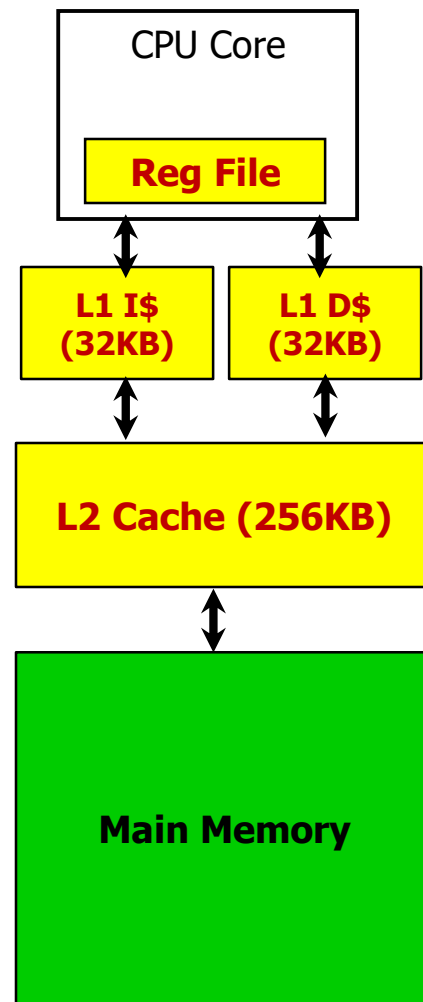 CPU Core
Reg File
L1 I$
(32KB)
L1 D$
(32KB)
L2 Cache (256KB)
Main Memory